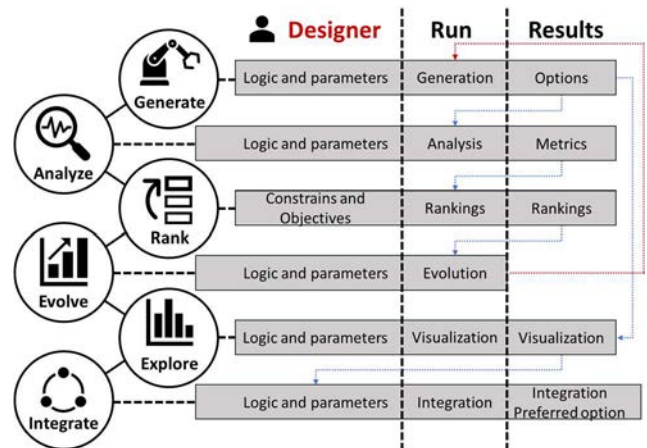 Designer Run Results
Generate
Logic and parameters Generation Options
Analyze
Logic and parameters Analysis Metrics
Rank
Constrains and
Objectives
Rankings Rankings
Evolve
Logic and parameters Evolution
Explore
Logic and parameters Visualization Visualization
Integrate
Logic and parameters Integration
Integration
Preferred option